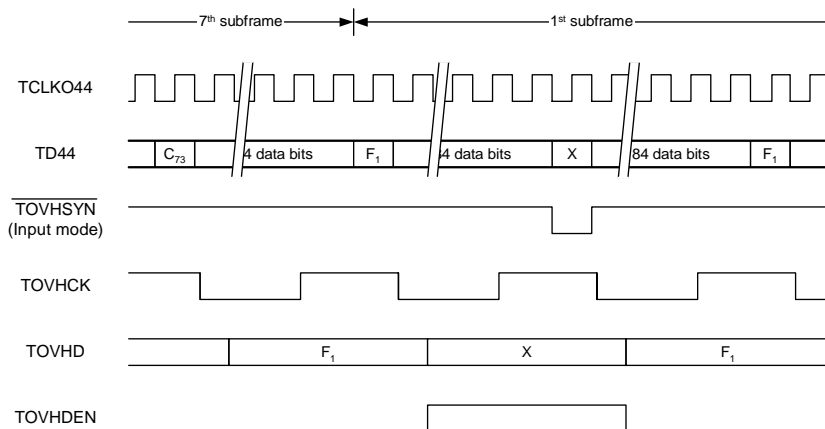 7th subframe 1st subframe
TCLKO44
TD44 C73 4 data bits F1 84 data bits X 84 data bits F1
TOVHSYN
(Input mode)
TOVHCK
TOVHD F1 X F1
TOVHDEN